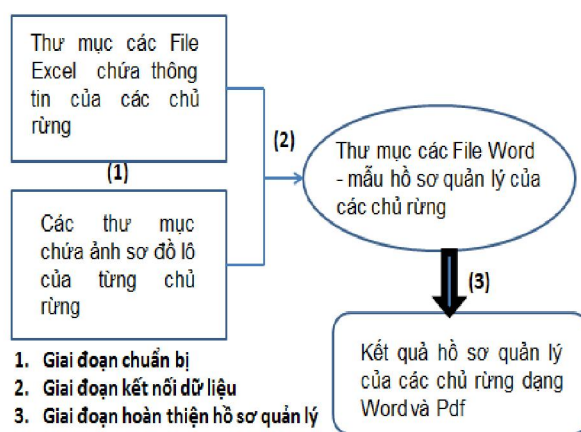 Thư mục các File
Excel chứa thông
tin của các chủ
rừng
(1)
Các thư mục
chứa ảnh sơ đồ lô
của từng chủ
rừng
(2)
Thư mục các File Word
- mẫu hồ sơ quản lý của
các chủ rừng
(3)
Kết quả hồ sơ quản lý
của các chủ rừng dạng
Word và Pdf
1. Giai đoạn chuẩn bị
2. Giai đoạn kết nối dữ liệu
3. Giai đoạn hoàn thiện hồ sơ quản lý